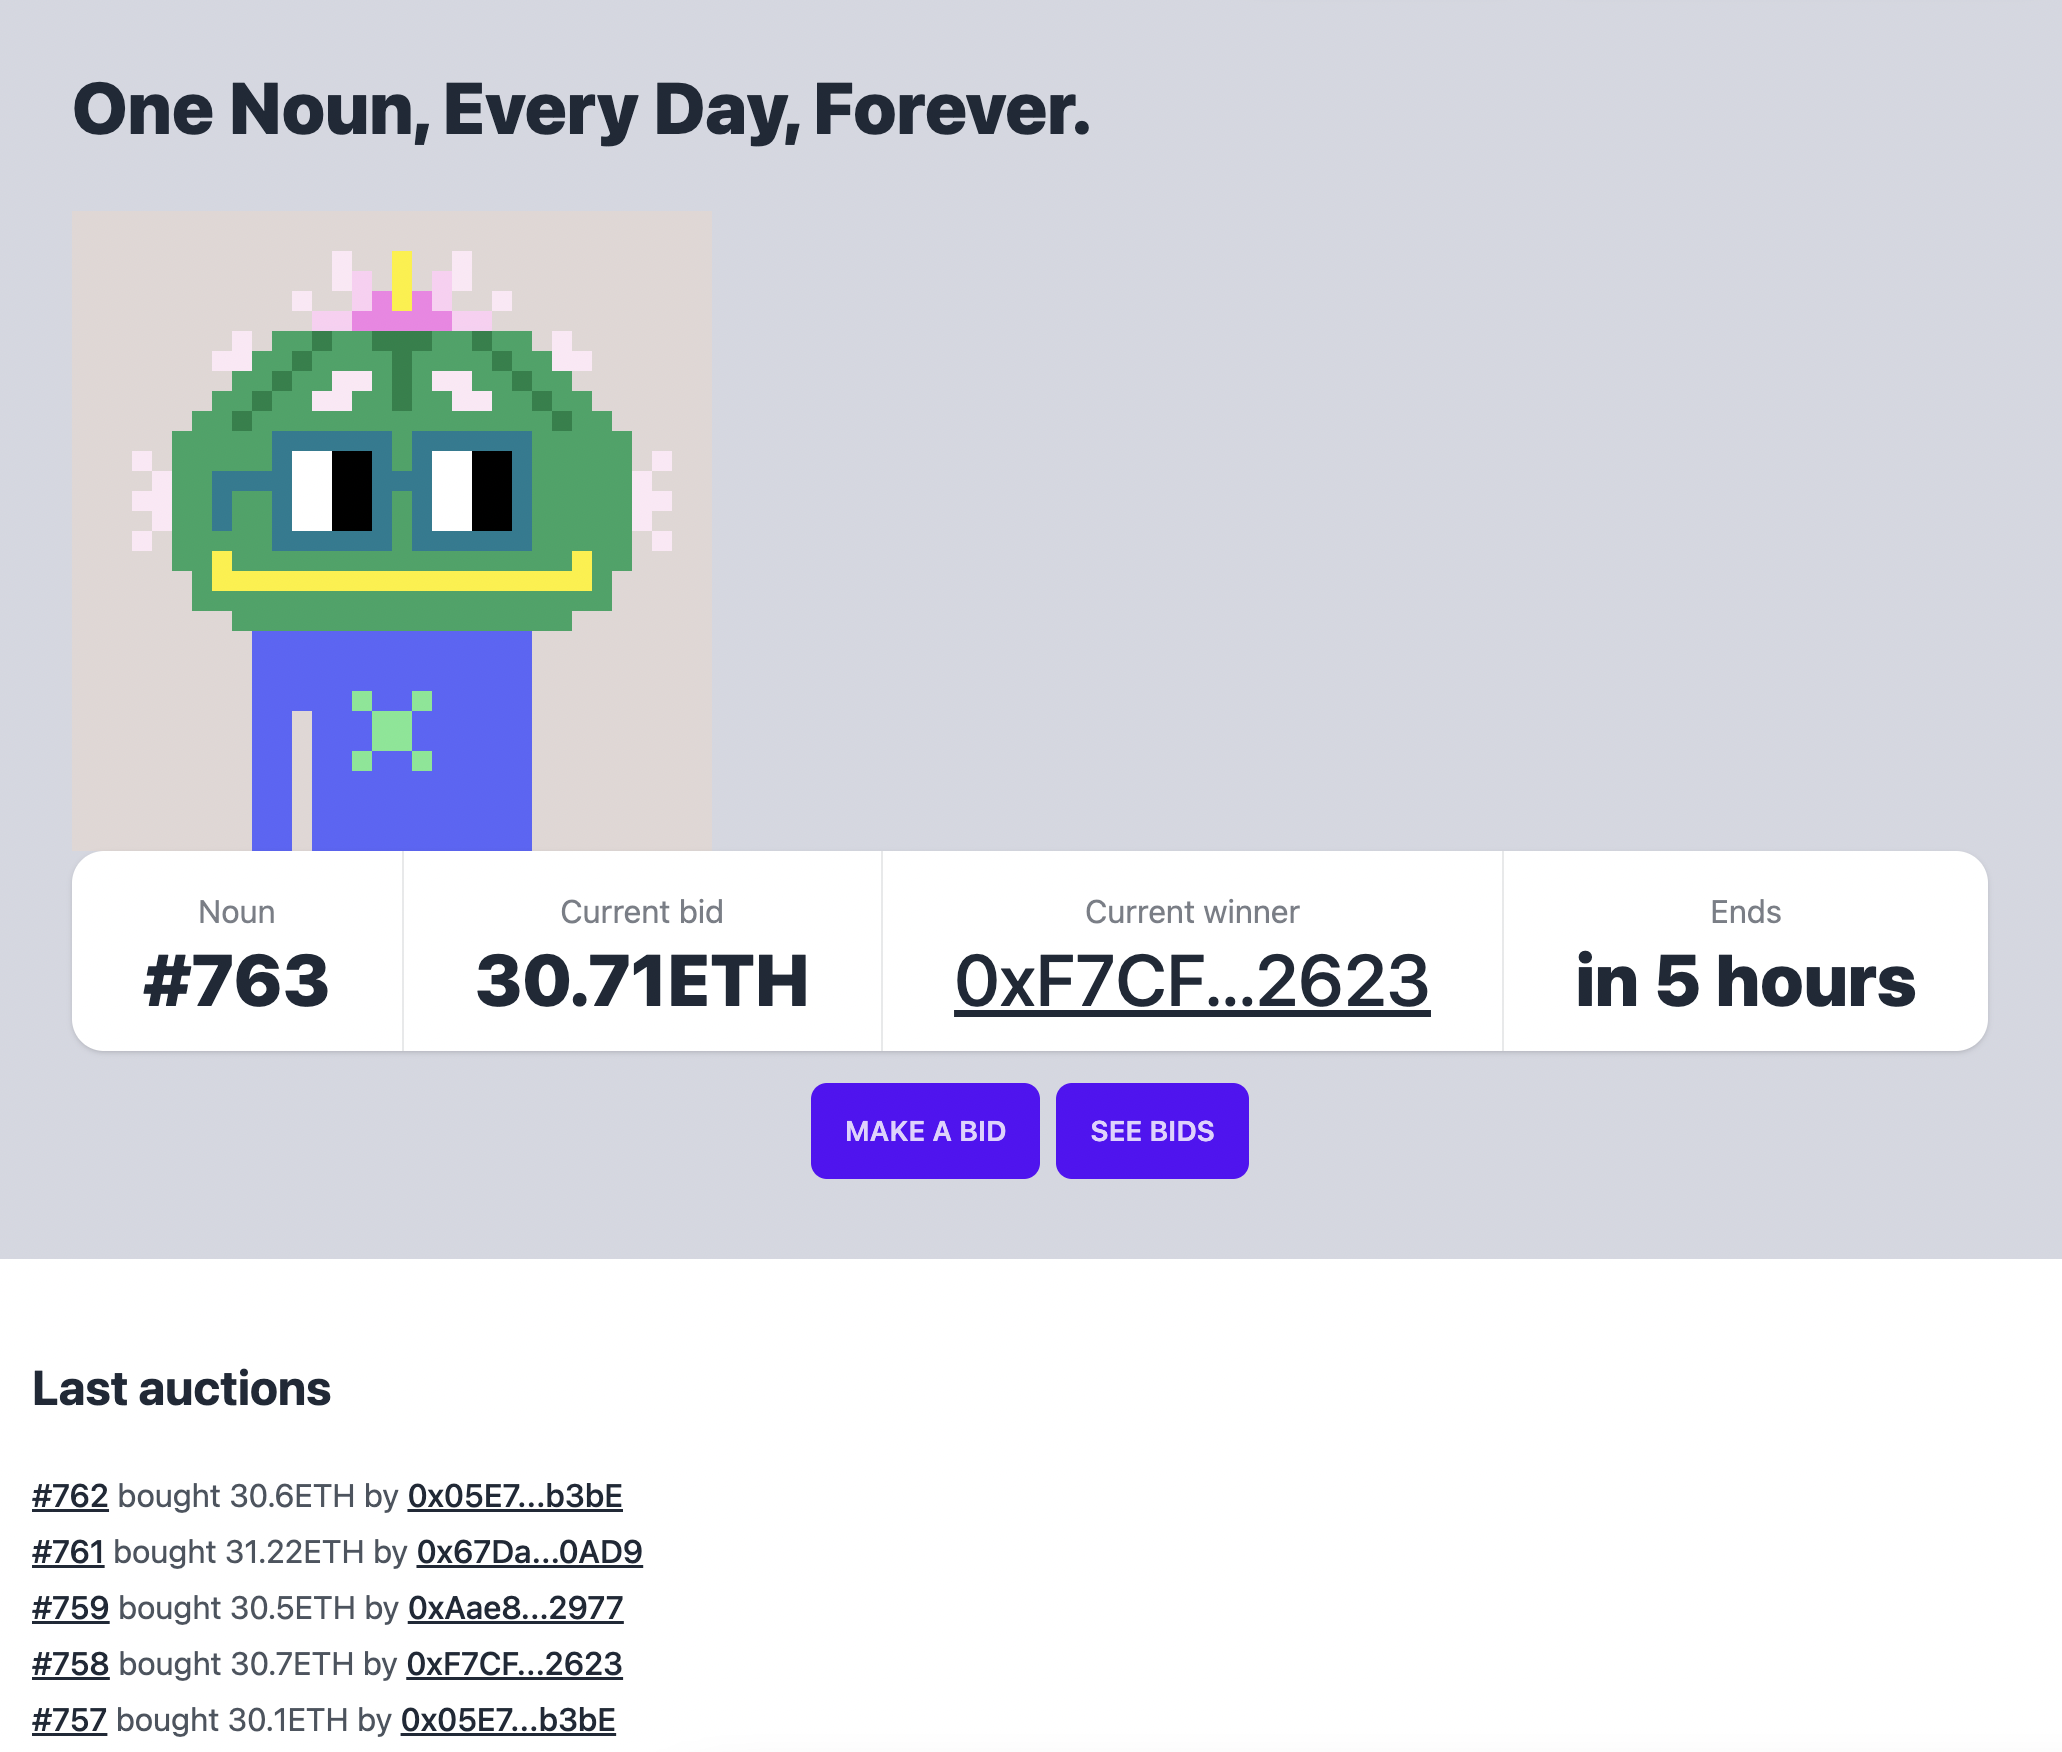 One Noun, Every Day, Forever.
Noun
#763
Current bid
30.71ETH
Current winner
0xF7CF...2623
Ends
in 5 hours
MAKE A BID
SEE BIDS
Last auctions
#762 bought 30.6ETH by 0x05E7...b3bE
#761 bought 31.22ETH by 0x67Da...0AD9
#759 bought 30.5ETH by 0xAae8...2977
#758 bought 30.7ETH by 0xF7CF...2623
#757 bought 30.1ETH by 0x05E7...b3bE